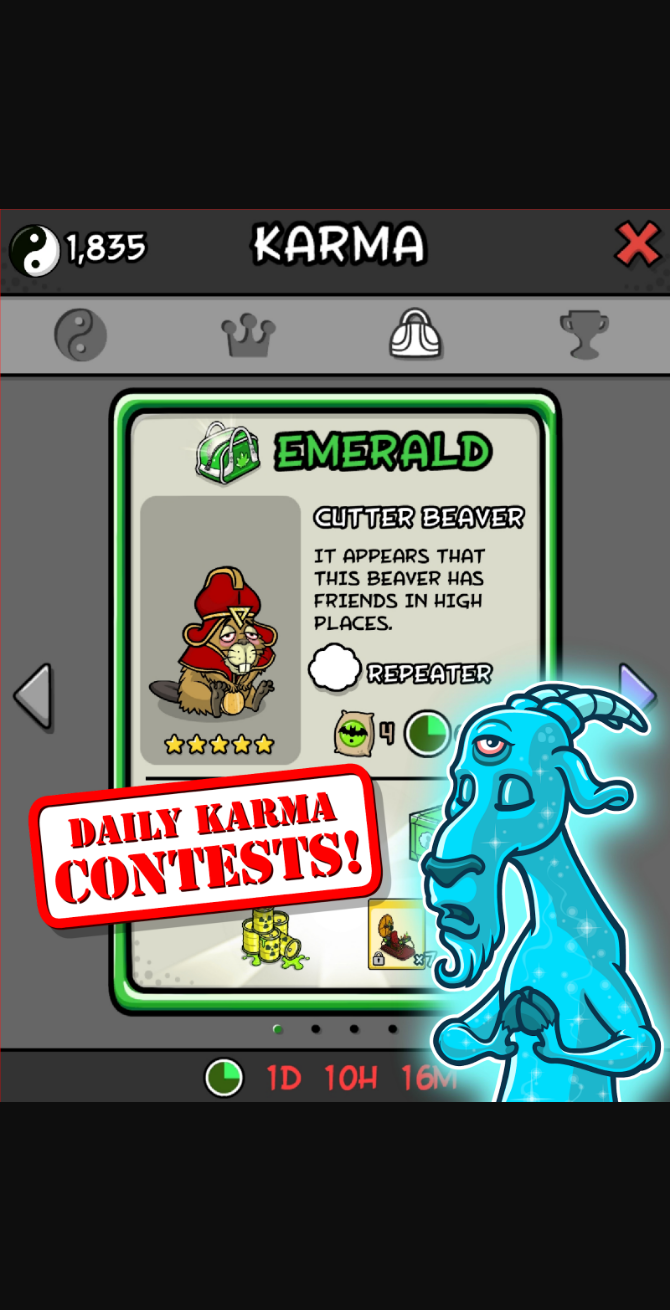 1,835
KARMA
EMERALD
CUTTER BEAVER
IT APPEARS THAT
THIS BEAVER HAS
FRIENDS IN HIGH
PLACES.
REPEATER
4
DAILY KARMA
CONTESTS!
x7
1D 10H 16M